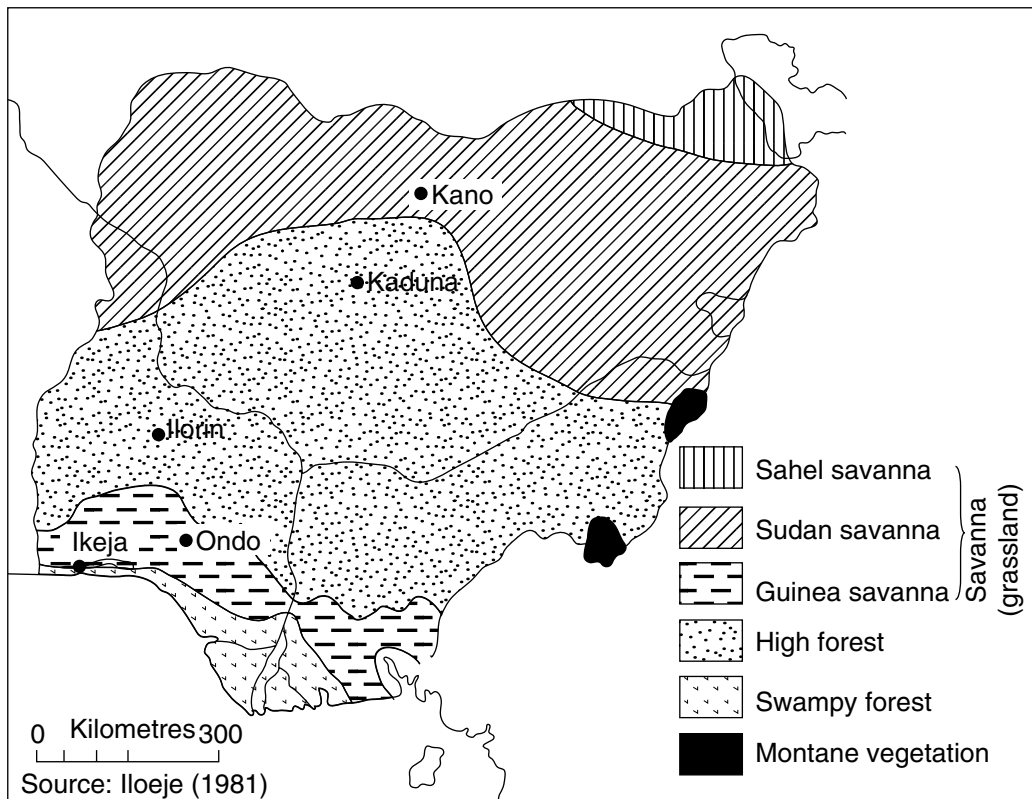 Kano
Kaduna
Ilorin
Ikeja
Ondo
Sahel savanna
Sudan savanna
Guinea savanna
Savanna
(grassland)
High forest
Swampy forest
Montane vegetation
0 Kilometres 300
Source: Iloeje (1981)